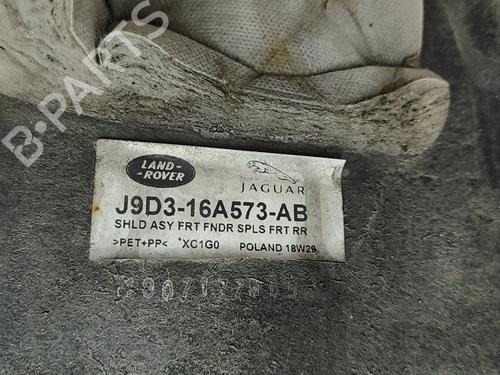 B-PARTS
LAND-
-ROVER
JAGUAR
J9D3-16A573-AB
SHLD ASY FRT FNDR SPLS FRT RR
>PET+PP< *XC1G0 POLAND 18W29